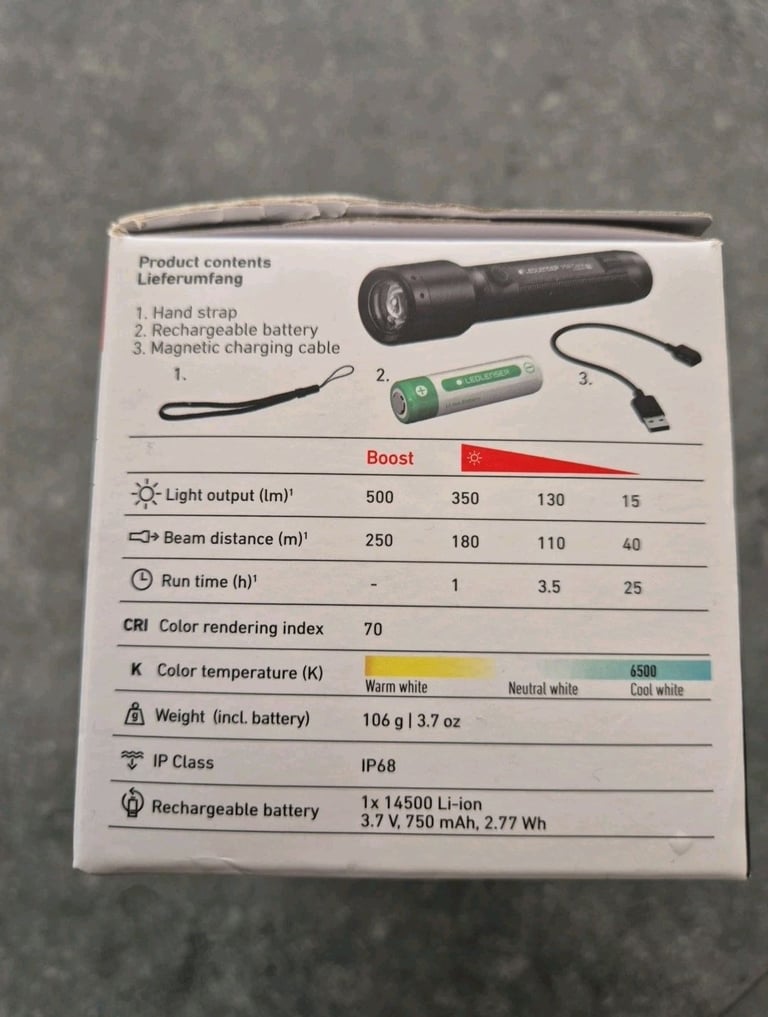 Product contents
Lieferumfang
1. Hand strap
2. Rechargeable battery
3. Magnetic charging cable
1.
2.
3.
LEDLENSER
LEDLENSER
Boost
Light output (lm)¹ 500 350 130 15
Beam distance (m)¹ 250 180 110 40
Run time (h)¹ - 1 3.5 25
CRI Color rendering index 70
K Color temperature (K) 6500
Warm white Neutral white Cool white
g Weight (incl. battery) 106 g | 3.7 oz
IP Class IP68
Rechargeable battery 1x 14500 Li-ion
3.7 V, 750 mAh, 2.77 Wh